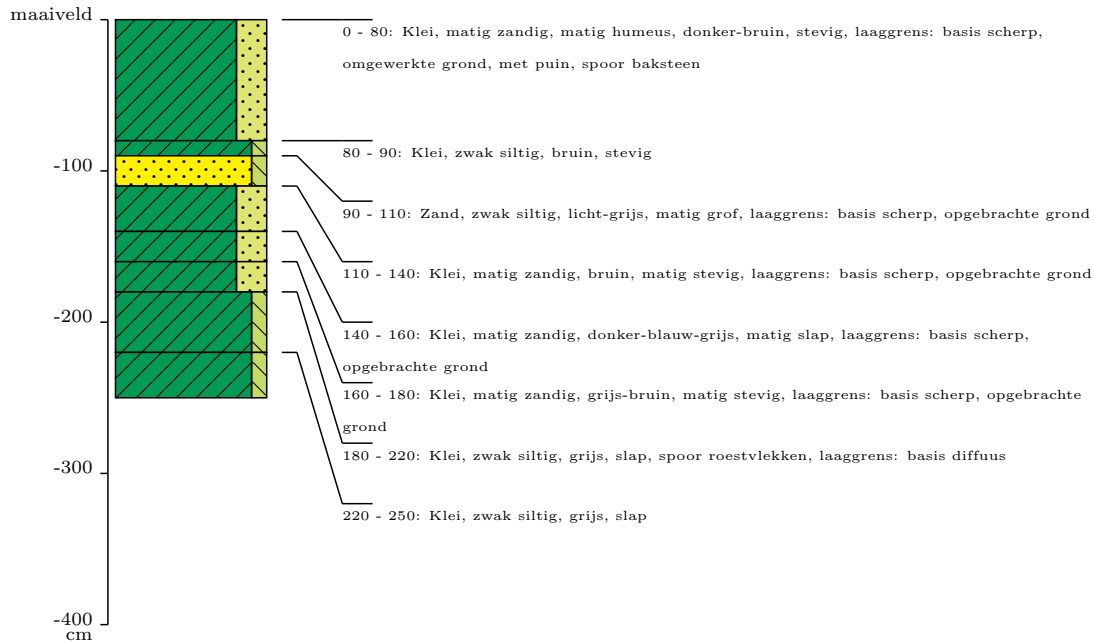 maaiveld
0 - 80: Klei, matig zandig, matig humeus, donker-bruin, stevig, laaggrens: basis scherp,
omgewerkte grond, met puin, spoor baksteen
80 - 90: Klei, zwak siltig, bruin, stevig
-100
90 - 110: Zand, zwak siltig, licht-grijs, matig grof, laaggrens: basis scherp, opgebrachte grond
110 - 140: Klei, matig zandig, bruin, matig stevig, laaggrens: basis scherp, opgebrachte grond
-200
140 - 160: Klei, matig zandig, donker-blauw-grijs, matig slap, laaggrens: basis scherp,
opgebrachte grond
160 - 180: Klei, matig zandig, grijs-bruin, matig stevig, laaggrens: basis scherp, opgebrachte
grond
180 - 220: Klei, zwak siltig, grijs, slap, spoor roestvlekken, laaggrens: basis diffuus
-300
220 - 250: Klei, zwak siltig, grijs, slap
-400
cm